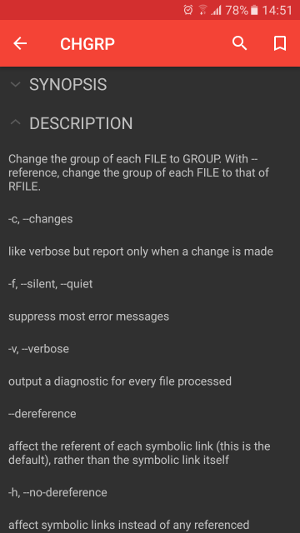 78% 14:51
CHGRP
SYNOPSIS
DESCRIPTION
Change the group of each FILE to GROUP. With --
reference, change the group of each FILE to that of
RFILE.
-c, --changes
like verbose but report only when a change is made
-f, --silent, --quiet
suppress most error messages
-v, --verbose
output a diagnostic for every file processed
--dereference
affect the referent of each symbolic link (this is the
default), rather than the symbolic link itself
-h, --no-dereference
affect symbolic links instead of any referenced